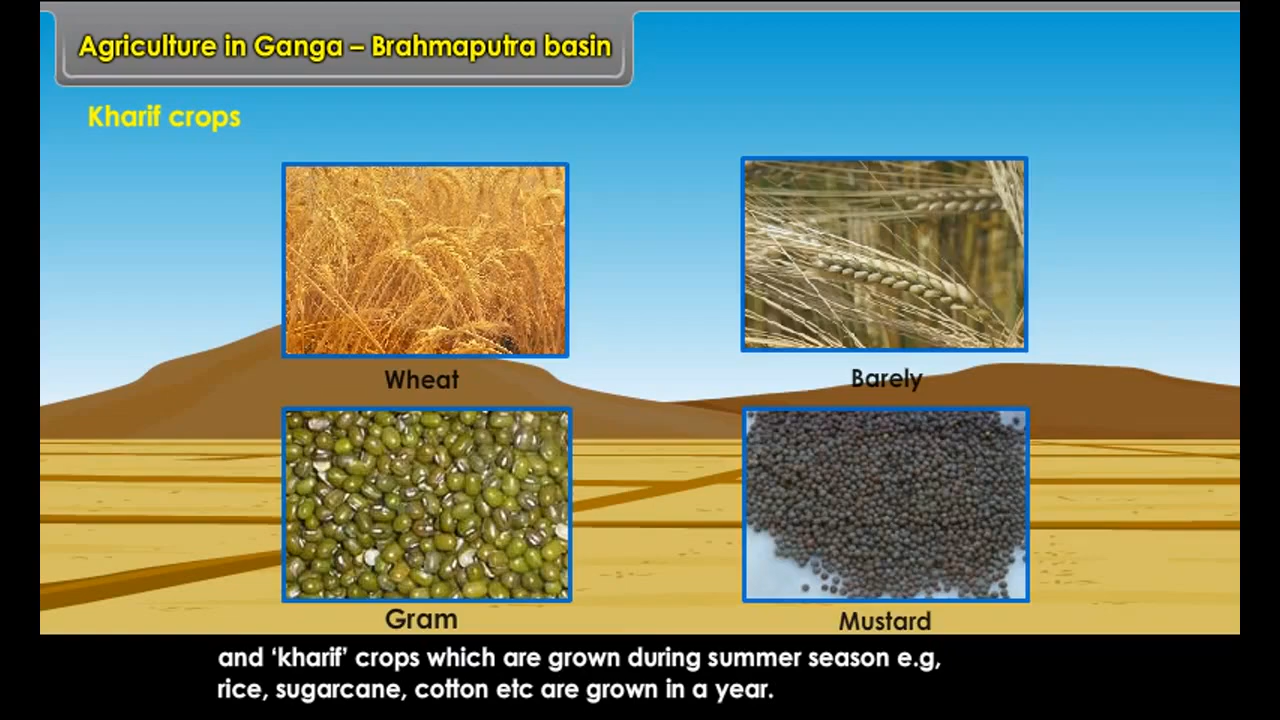 Agriculture in Ganga – Brahmaputra basin
Kharif crops
Wheat
Barely
Gram
Mustard
and ‘kharif’ crops which are grown during summer season e.g,
rice, sugarcane, cotton etc are grown in a year.